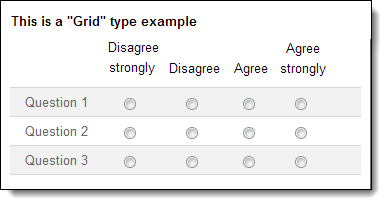 This is a "Grid" type example
Disagree strongly Disagree Agree Agree strongly
Question 1
Question 2
Question 3